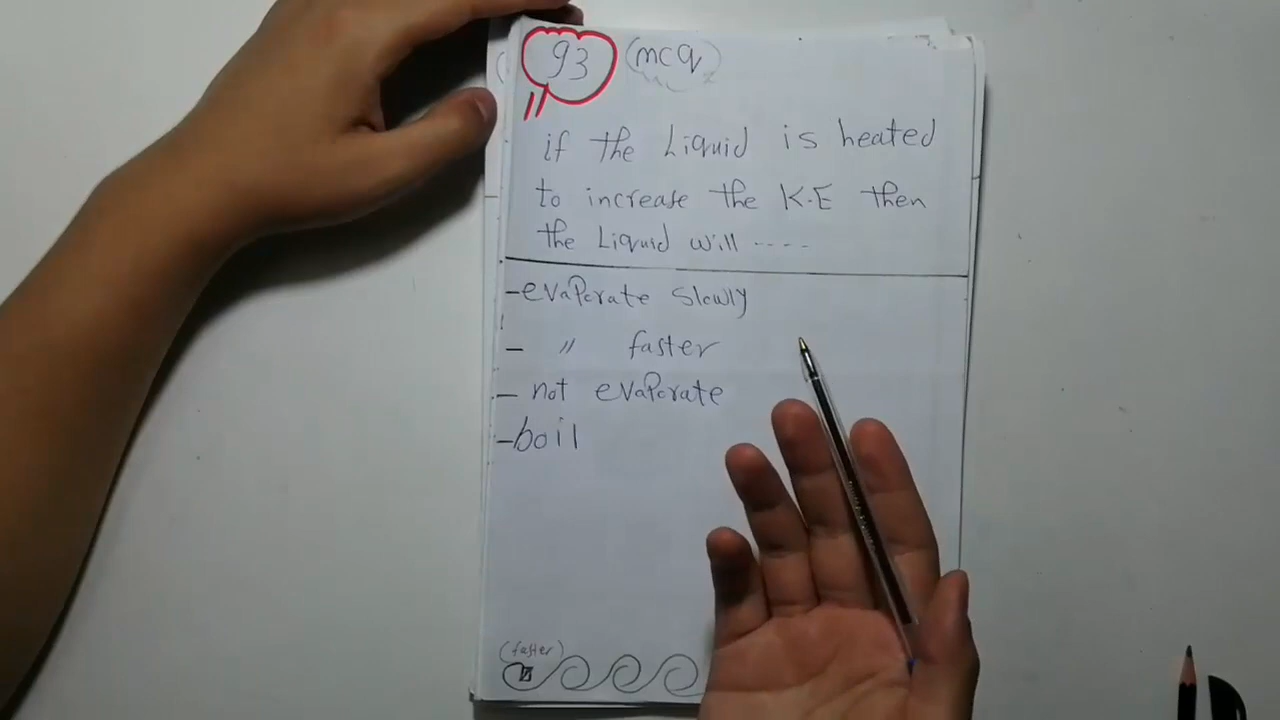 93 (mcq)
if the Liquid is heated
to increase the K.E then
the Liquid will ----
- evaporate slowly
- " faster
- not evaporate
- boil
(faster)